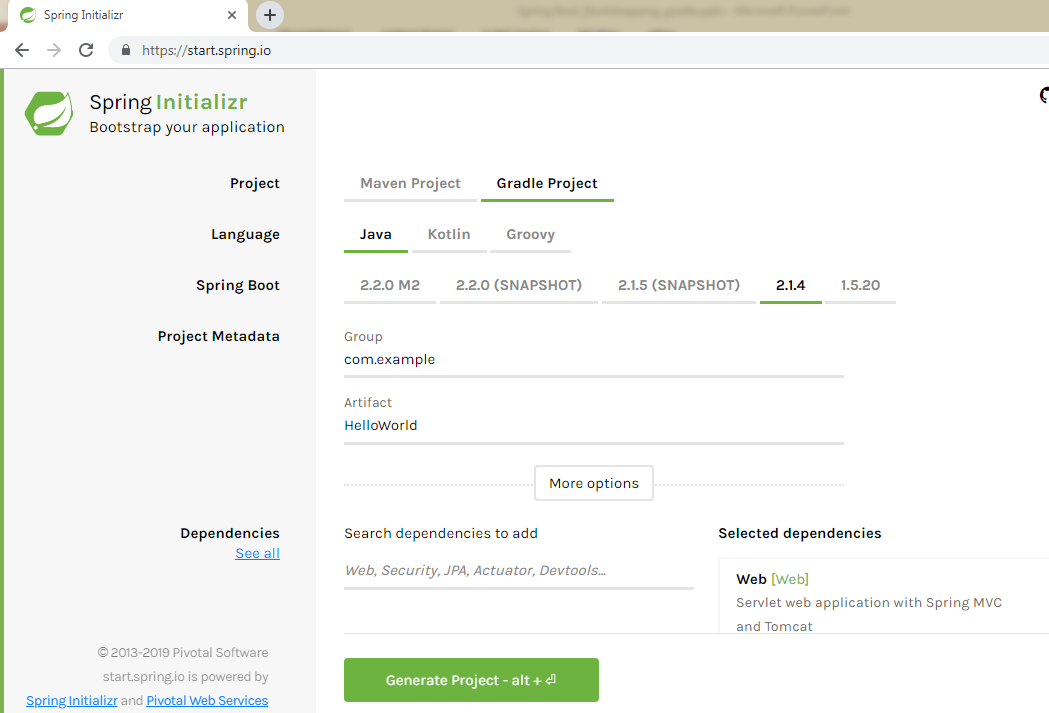 Spring Initializr
https://start.spring.io
Spring Initializr
Bootstrap your application
Project
Maven Project Gradle Project
Language
Java Kotlin Groovy
Spring Boot
2.2.0 M2 2.2.0 (SNAPSHOT) 2.1.5 (SNAPSHOT) 2.1.4 1.5.20
Project Metadata
Group
com.example
Artifact
HelloWorld
More options
Dependencies
See all
Search dependencies to add
Web, Security, JPA, Actuator, Devtools...
Selected dependencies
Web [Web]
Servlet web application with Spring MVC
and Tomcat
© 2013-2019 Pivotal Software
start.spring.io is powered by
Spring Initializr and Pivotal Web Services
Generate Project - alt + ⏎